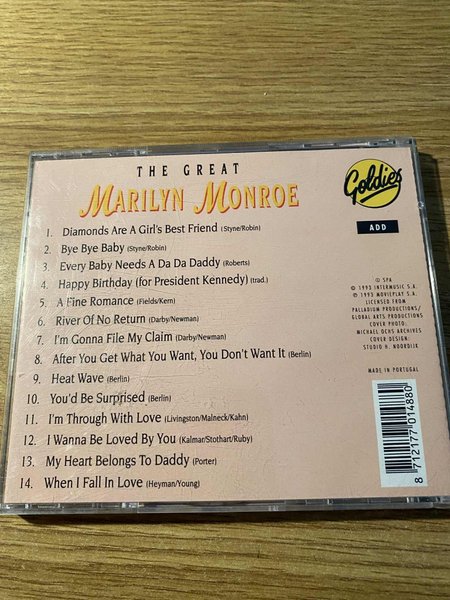 THE GREAT
MARILYN MONROE
Goldies
ADD
1. Diamonds Are A Girl's Best Friend (Styne/Robin)
2. Bye Bye Baby (Styne/Robin)
3. Every Baby Needs A Da Da Daddy (Roberts)
4. Happy Birthday (for President Kennedy) (trad.)
5. A Fine Romance (Fields/Kern)
6. River Of No Return (Darby/Newman)
7. I'm Gonna File My Claim (Darby/Newman)
8. After You Get What You Want, You Don't Want It (Berlin)
9. Heat Wave (Berlin)
10. You'd Be Surprised (Berlin)
11. I'm Through With Love (Livingston/Malneck/Kahn)
12. I Wanna Be Loved By You (Kalmar/Stothart/Ruby)
13. My Heart Belongs To Daddy (Porter)
14. When I Fall In Love (Heyman/Young)
© SPA
℗ 1993 INTERMUSIC S.A.
© 1993 MOVIEPLAY S.A.
LICENSED FROM
PALLADIUM PRODUCTIONS/
GLOBAL ARTS PRODUCTIONS
COVER PHOTO:
MICHAEL OCHS ARCHIVES
COVER DESIGN:
STUDIO H. NOORDIJK
MADE IN PORTUGAL
8 712177 014880